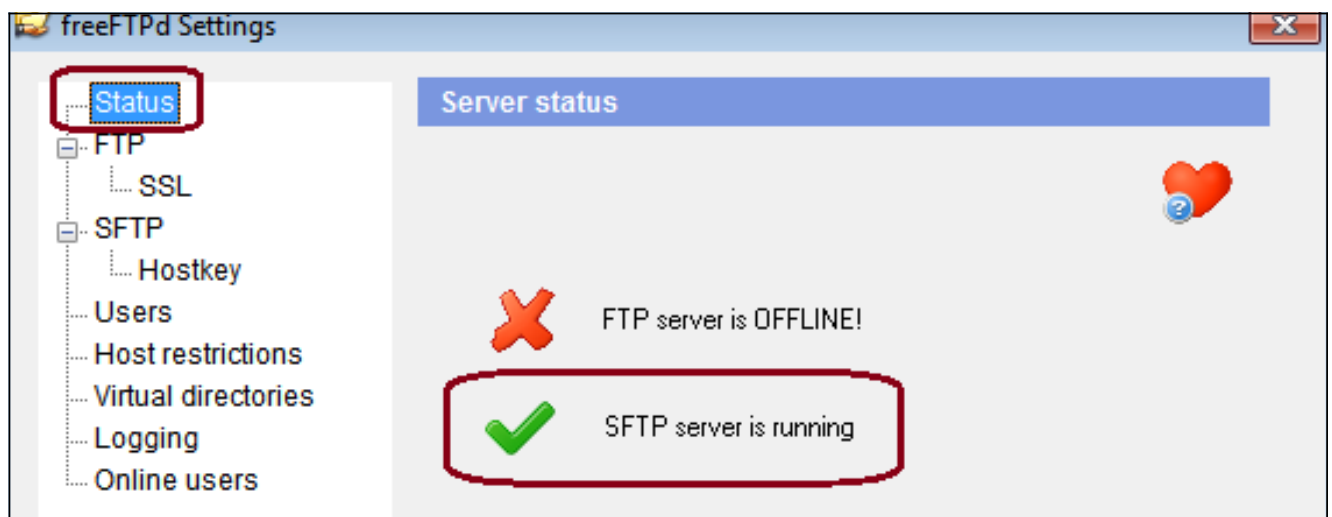 freeFTPd Settings
Status
FTP
SSL
SFTP
Hostkey
Users
Host restrictions
Virtual directories
Logging
Online users
Server status
?
FTP server is OFFLINE!
SFTP server is running